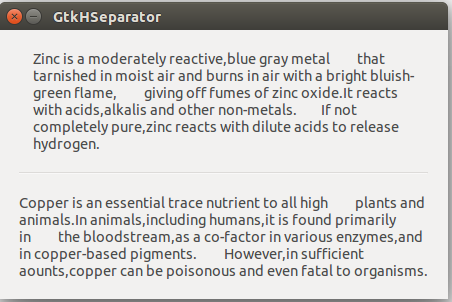 GtkHSeparator
Zinc is a moderately reactive,blue gray metal      that
tarnished in moist air and burns in air with a bright bluish-
green flame,      giving off fumes of zinc oxide.It reacts
with acids,alkalis and other non-metals.      If not
completely pure,zinc reacts with dilute acids to release
hydrogen.
Copper is an essential trace nutrient to all high      plants and
animals.In animals,including humans,it is found primarily
in      the bloodstream,as a co-factor in various enzymes,and
in copper-based pigments.      However,in sufficient
aounts,copper can be poisonous and even fatal to organisms.